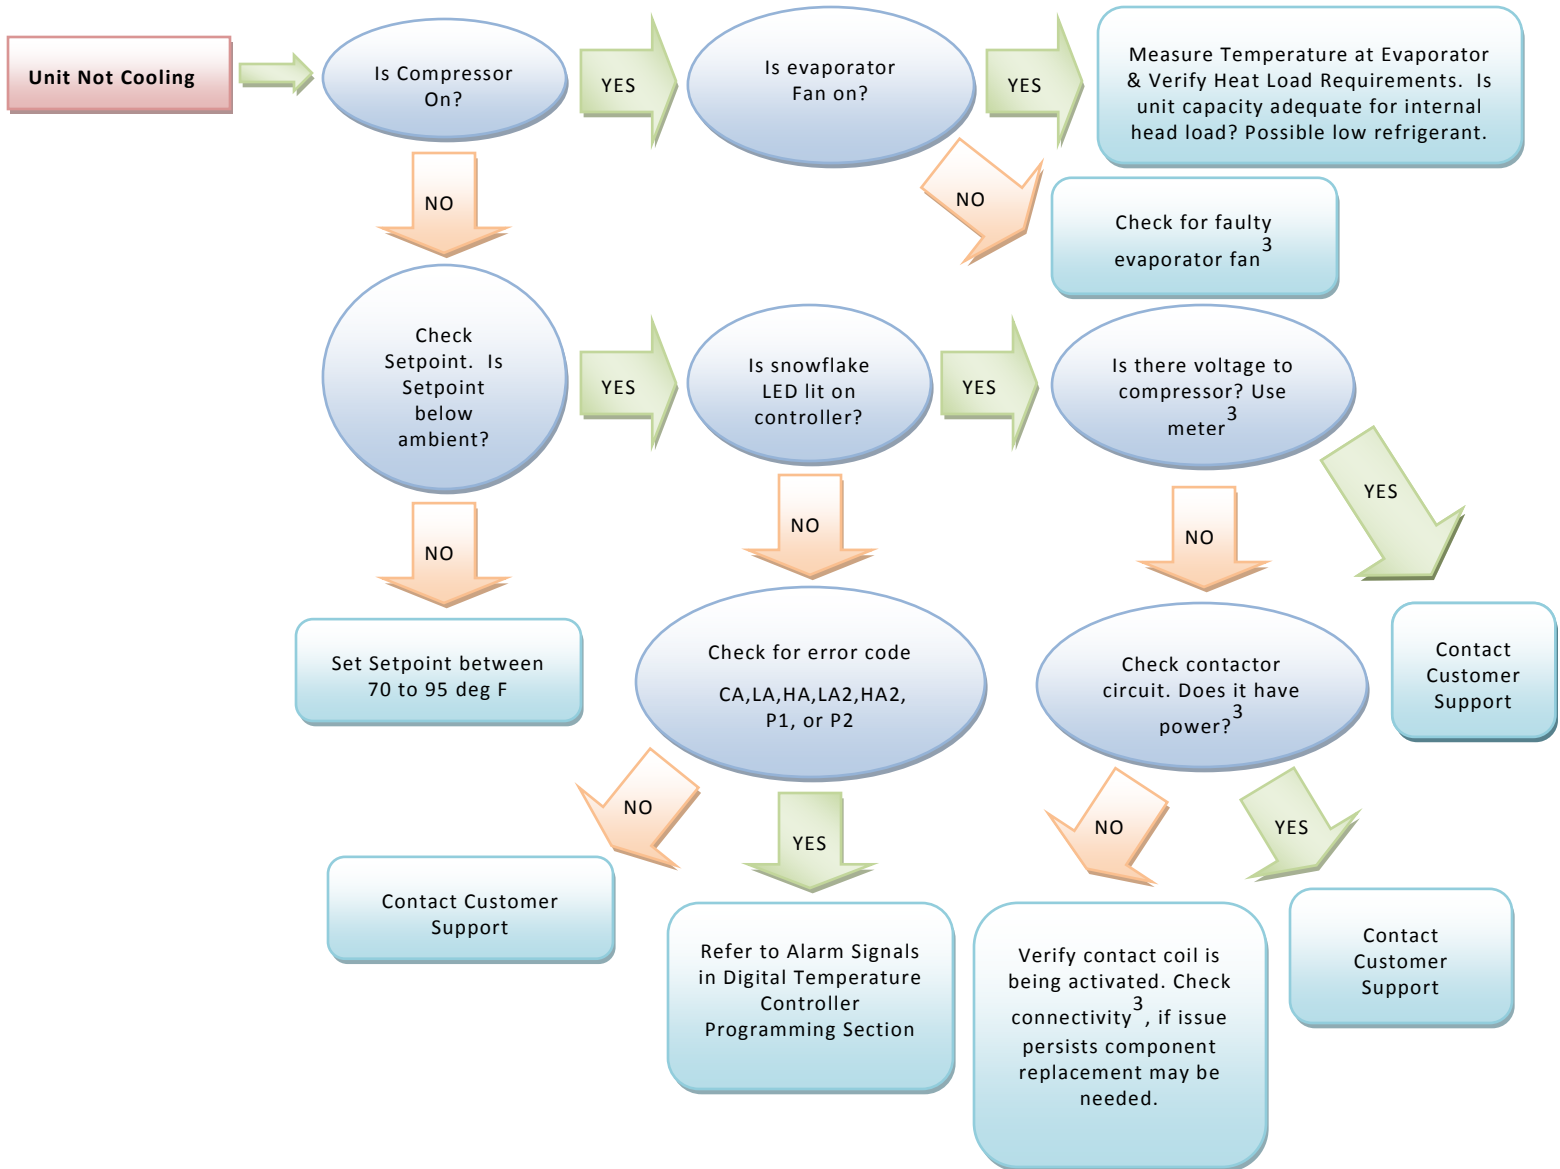 Unit Not Cooling
Is Compressor
On?
YES
Is evaporator
Fan on?
YES
Measure Temperature at Evaporator
& Verify Heat Load Requirements.  Is
unit capacity adequate for internal
head load? Possible low refrigerant.
NO
NO
Check for faulty
evaporator fan3
Check
Setpoint.  Is
Setpoint
below
ambient?
YES
Is snowflake
LED lit on
controller?
YES
Is there voltage to
compressor? Use
meter3
YES
NO
NO
NO
Set Setpoint between
70 to 95 deg F
Check for error code
CA,LA,HA,LA2,HA2,
P1, or P2
Check contactor
circuit. Does it have
power?3
Contact
Customer
Support
NO
YES
NO
YES
Contact Customer
Support
Refer to Alarm Signals
in Digital Temperature
Controller
Programming Section
Verify contact coil is
being activated. Check
connectivity3, if issue
persists component
replacement may be
needed.
Contact
Customer
Support